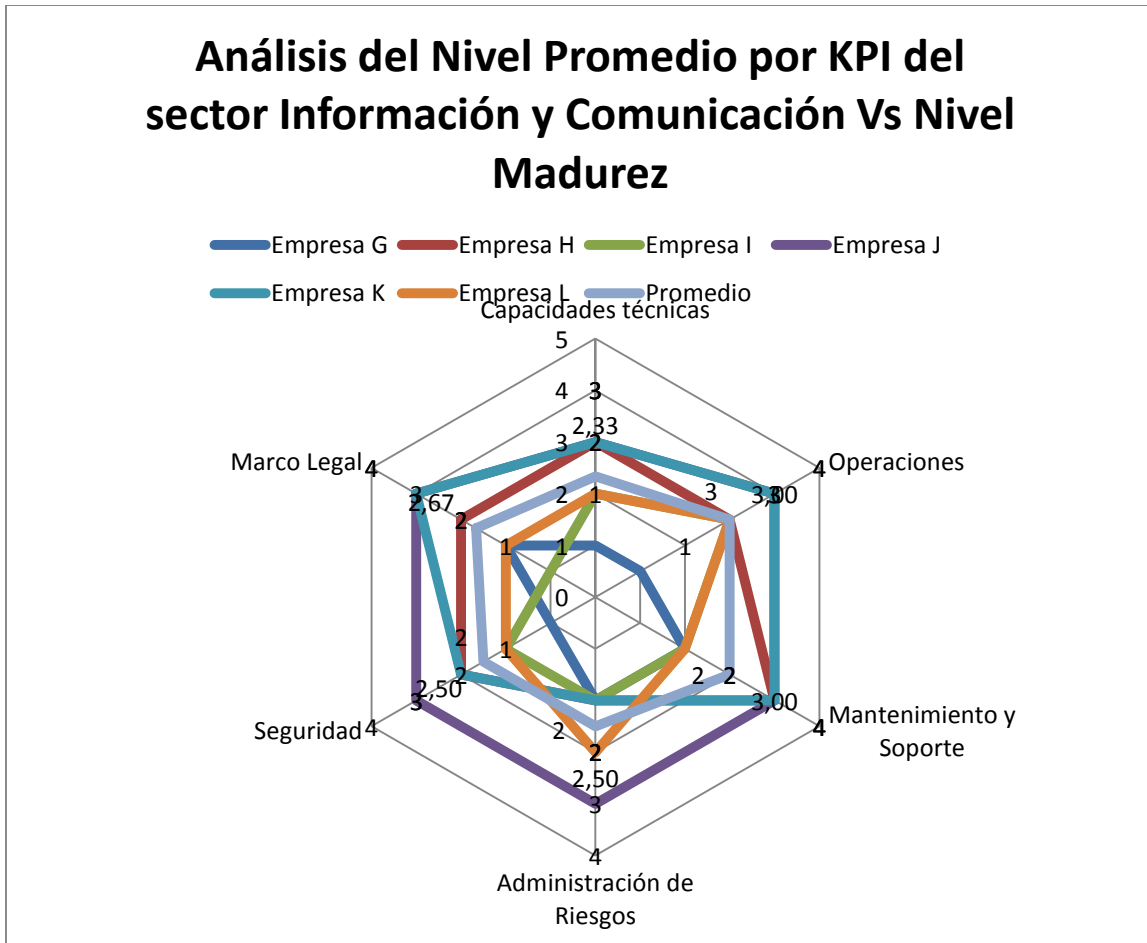 Análisis del Nivel Promedio por KPI del
sector Información y Comunicación Vs Nivel
Madurez
Empresa G Empresa H Empresa I Empresa J
Empresa K Empresa L Promedio
Capacidades técnicas
5
4 3
2,33
3 2
Marco Legal 4 4 Operaciones
3 3,00
2,67 2 1 3
2
1 1 1
0
2 1
2 2 2
2,50 3,00
3 2
Seguridad 4 4 Mantenimiento y
Soporte
2
2,50
3
4
Administración de
Riesgos